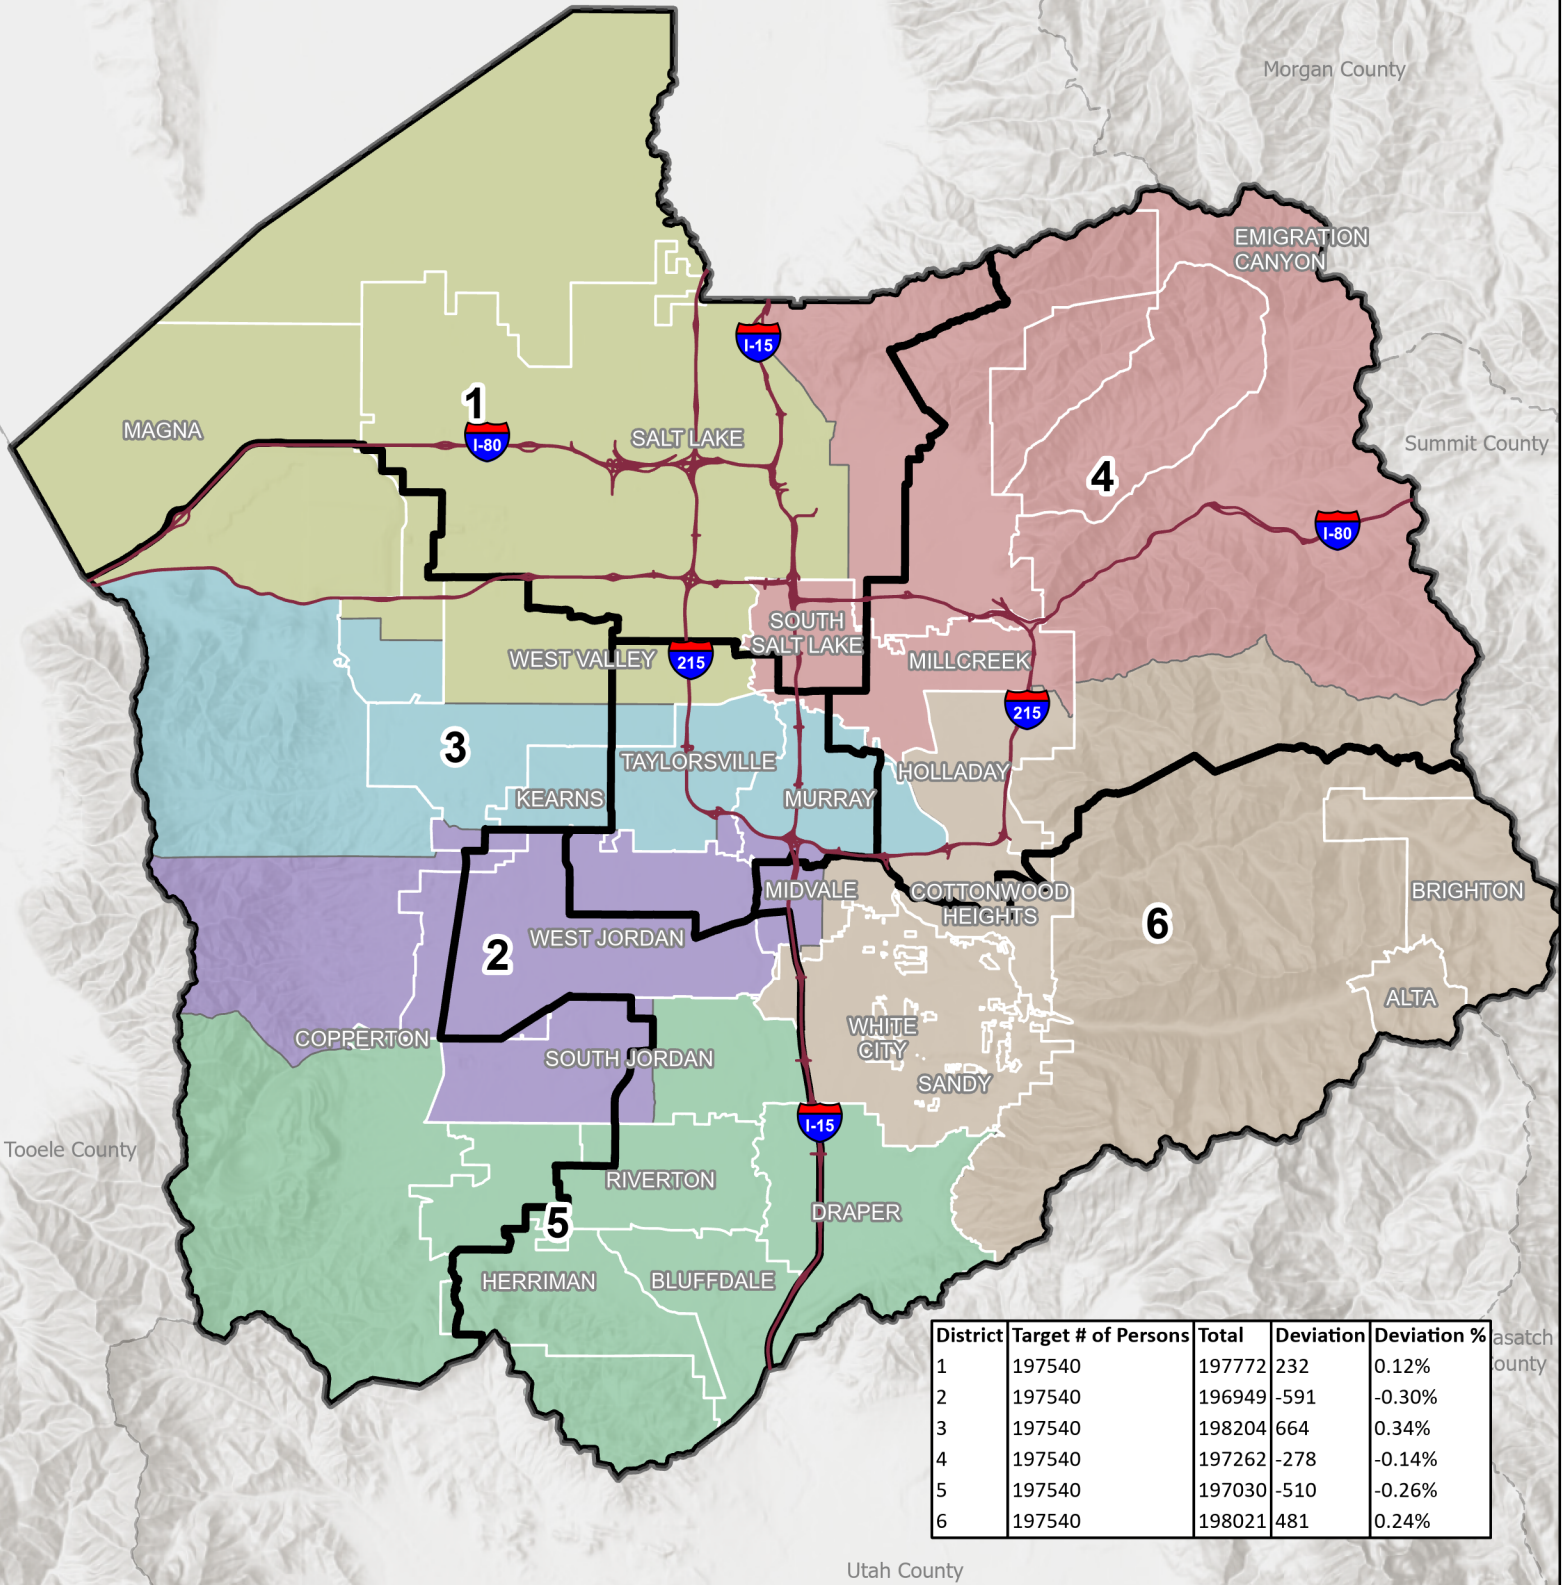 Morgan County
EMIGRATION
CANYON
I-15
1
MAGNA
SALT LAKE
I-80
Summit County
4
I-80
SOUTH
SALT LAKE
WEST VALLEY
215
MILLCREEK
215
3
TAYLORSVILLE
HOLLADAY
KEARNS
MURRAY
MIDVALE
COTTONWOOD
HEIGHTS
BRIGHTON
6
WEST JORDAN
2
ALTA
WHITE
CITY
COPPERTON
SOUTH JORDAN
SANDY
I-15
Tooele County
RIVERTON
DRAPER
5
HERRIMAN
BLUFFDALE
asatch
ounty
District Target # of Persons Total Deviation Deviation %
1 197540 197772 232 0.12%
2 197540 196949 -591 -0.30%
3 197540 198204 664 0.34%
4 197540 197262 -278 -0.14%
5 197540 197030 -510 -0.26%
6 197540 198021 481 0.24%
Utah County